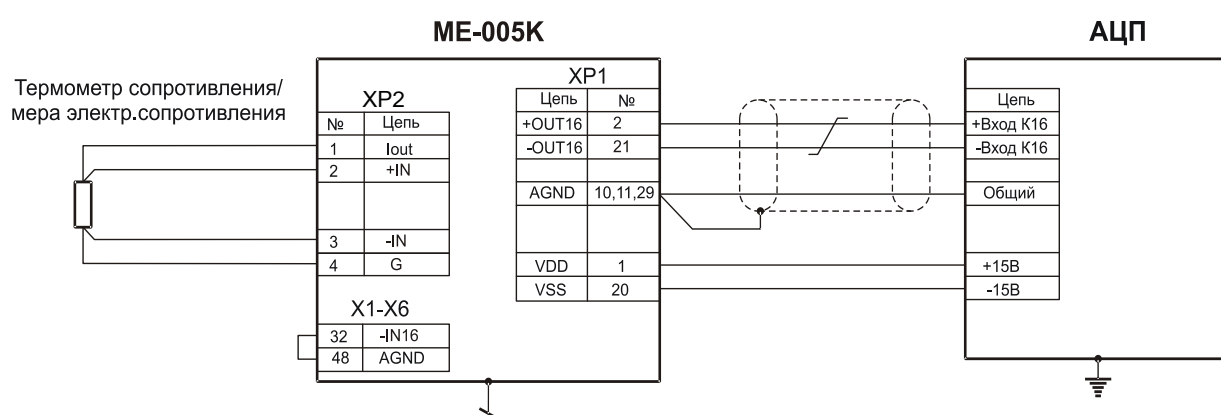 МЕ-005К
АЦП
Термометр сопротивления/
мера электр.сопротивления
XP2
№ Цепь
1 Iout
2 +IN
3 -IN
4 G
X1-X6
32 -IN16
48 AGND
XP1
Цепь №
+OUT16 2
-OUT16 21
AGND 10,11,29
VDD 1
VSS 20
Цепь
+Вход К16
-Вход К16
Общий
+15В
-15В